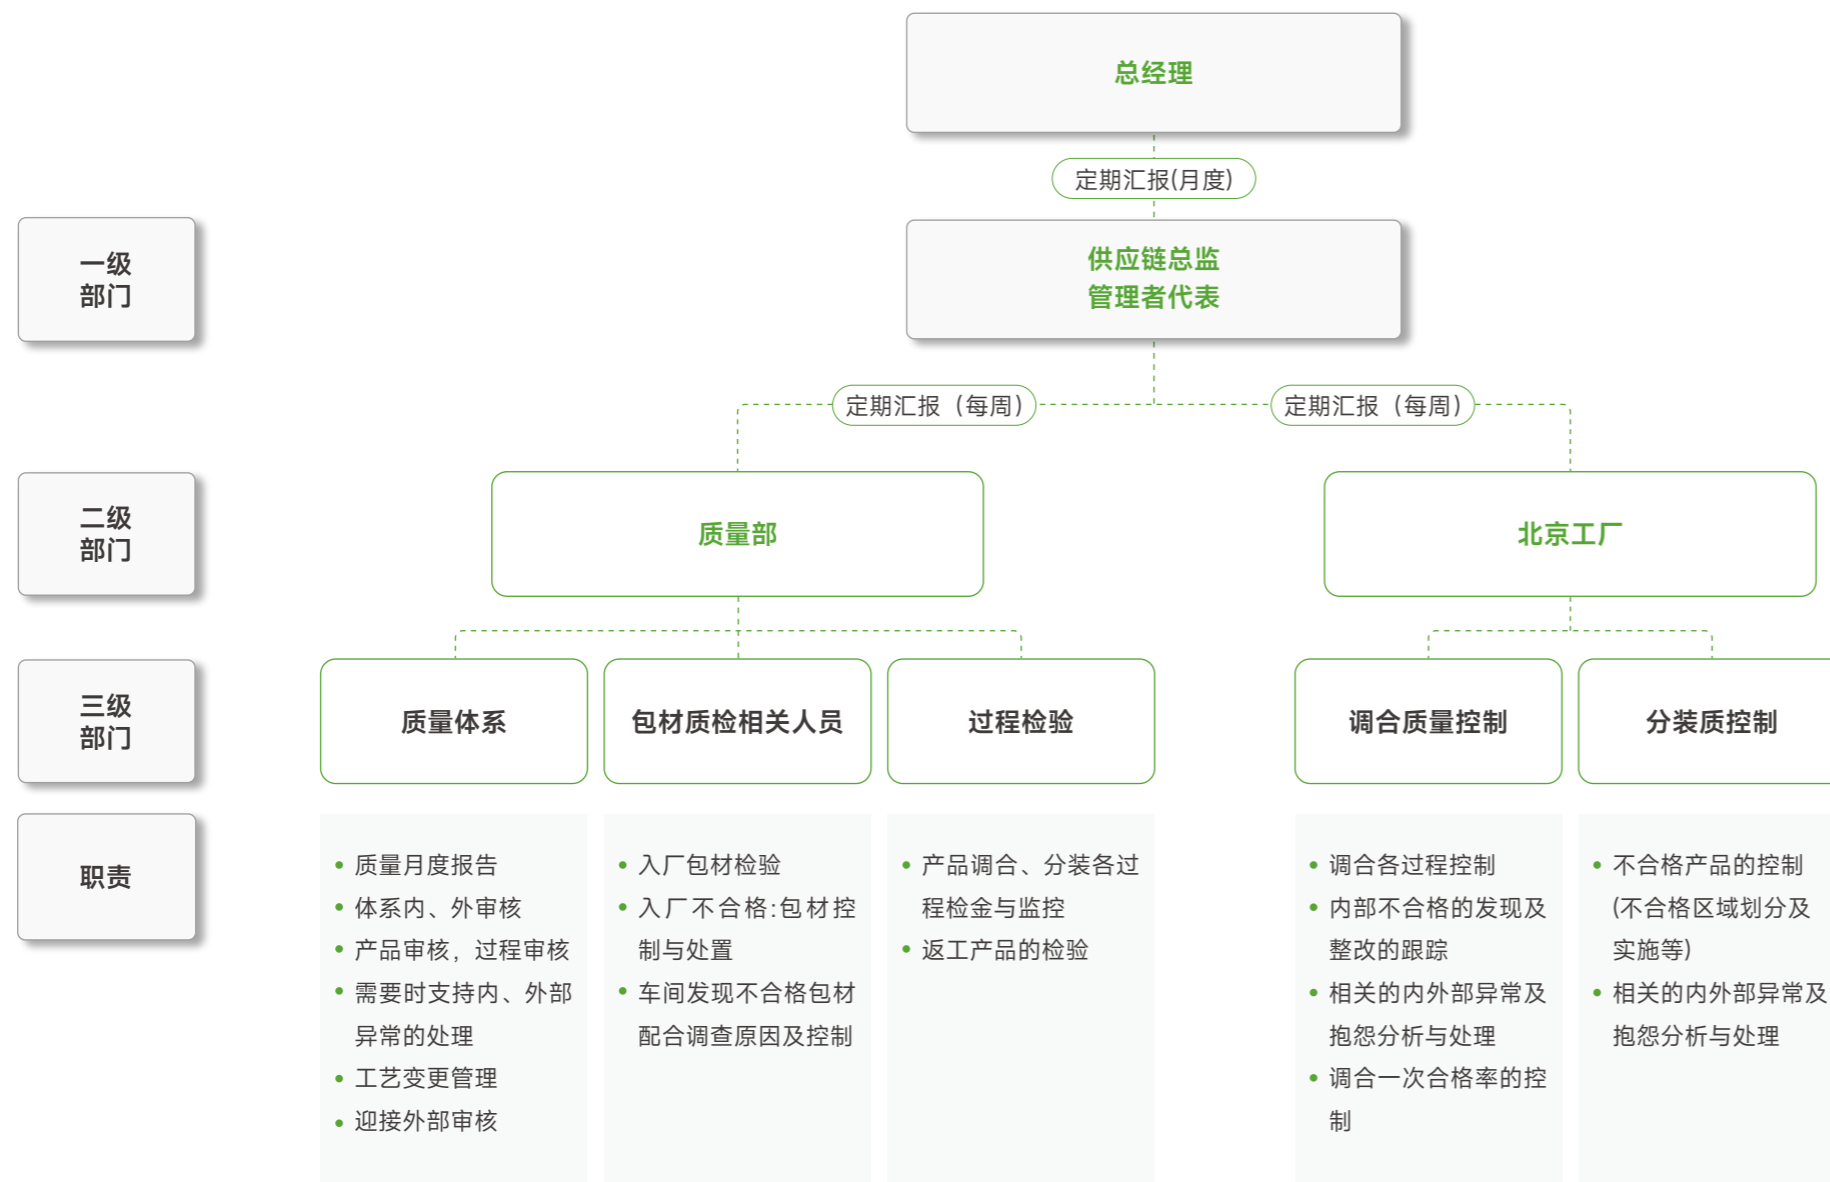 总经理
定期汇报(月度)
一级
部门
供应链总监
管理者代表
定期汇报（每周）
定期汇报（每周）
二级
部门
质量部
北京工厂
三级
部门
质量体系
包材质检相关人员
过程检验
调合质量控制
分装质控制
职责
质量月度报告
体系内、外审核
产品审核，过程审核
需要时支持内、外部
异常的处理
工艺变更管理
迎接外部审核
入厂包材检验
入厂不合格:包材控
制与处置
车间发现不合格包材
配合调查原因及控制
产品调合、分装各过
程检金与监控
返工产品的检验
调合各过程控制
内部不合格的发现及
整改的跟踪
相关的内外部异常及
抱怨分析与处理
调合一次合格率的控
制
不合格产品的控制
(不合格区域划分及
实施等)
相关的内外部异常及
抱怨分析与处理